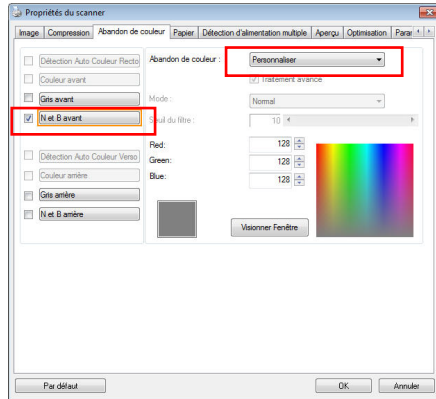 Propriétés du scanner
Image Compression Abandon de couleur Papier Détection d'alimentation multiple Aperçu Optimisation
Détection Auto Couleur Recto
Couleur avant
Gris avant
N et B avant
Détection Auto Couleur Verso
Couleur arrière
Gris arrière
N et B arrière
Abandon de couleur : Personnaliser
Traitement avancé
Mode : Normal
Seuil du filtre : 10
Red: 128
Green: 128
Blue: 128
Visionner Fenêtre
Par défaut OK Annuler